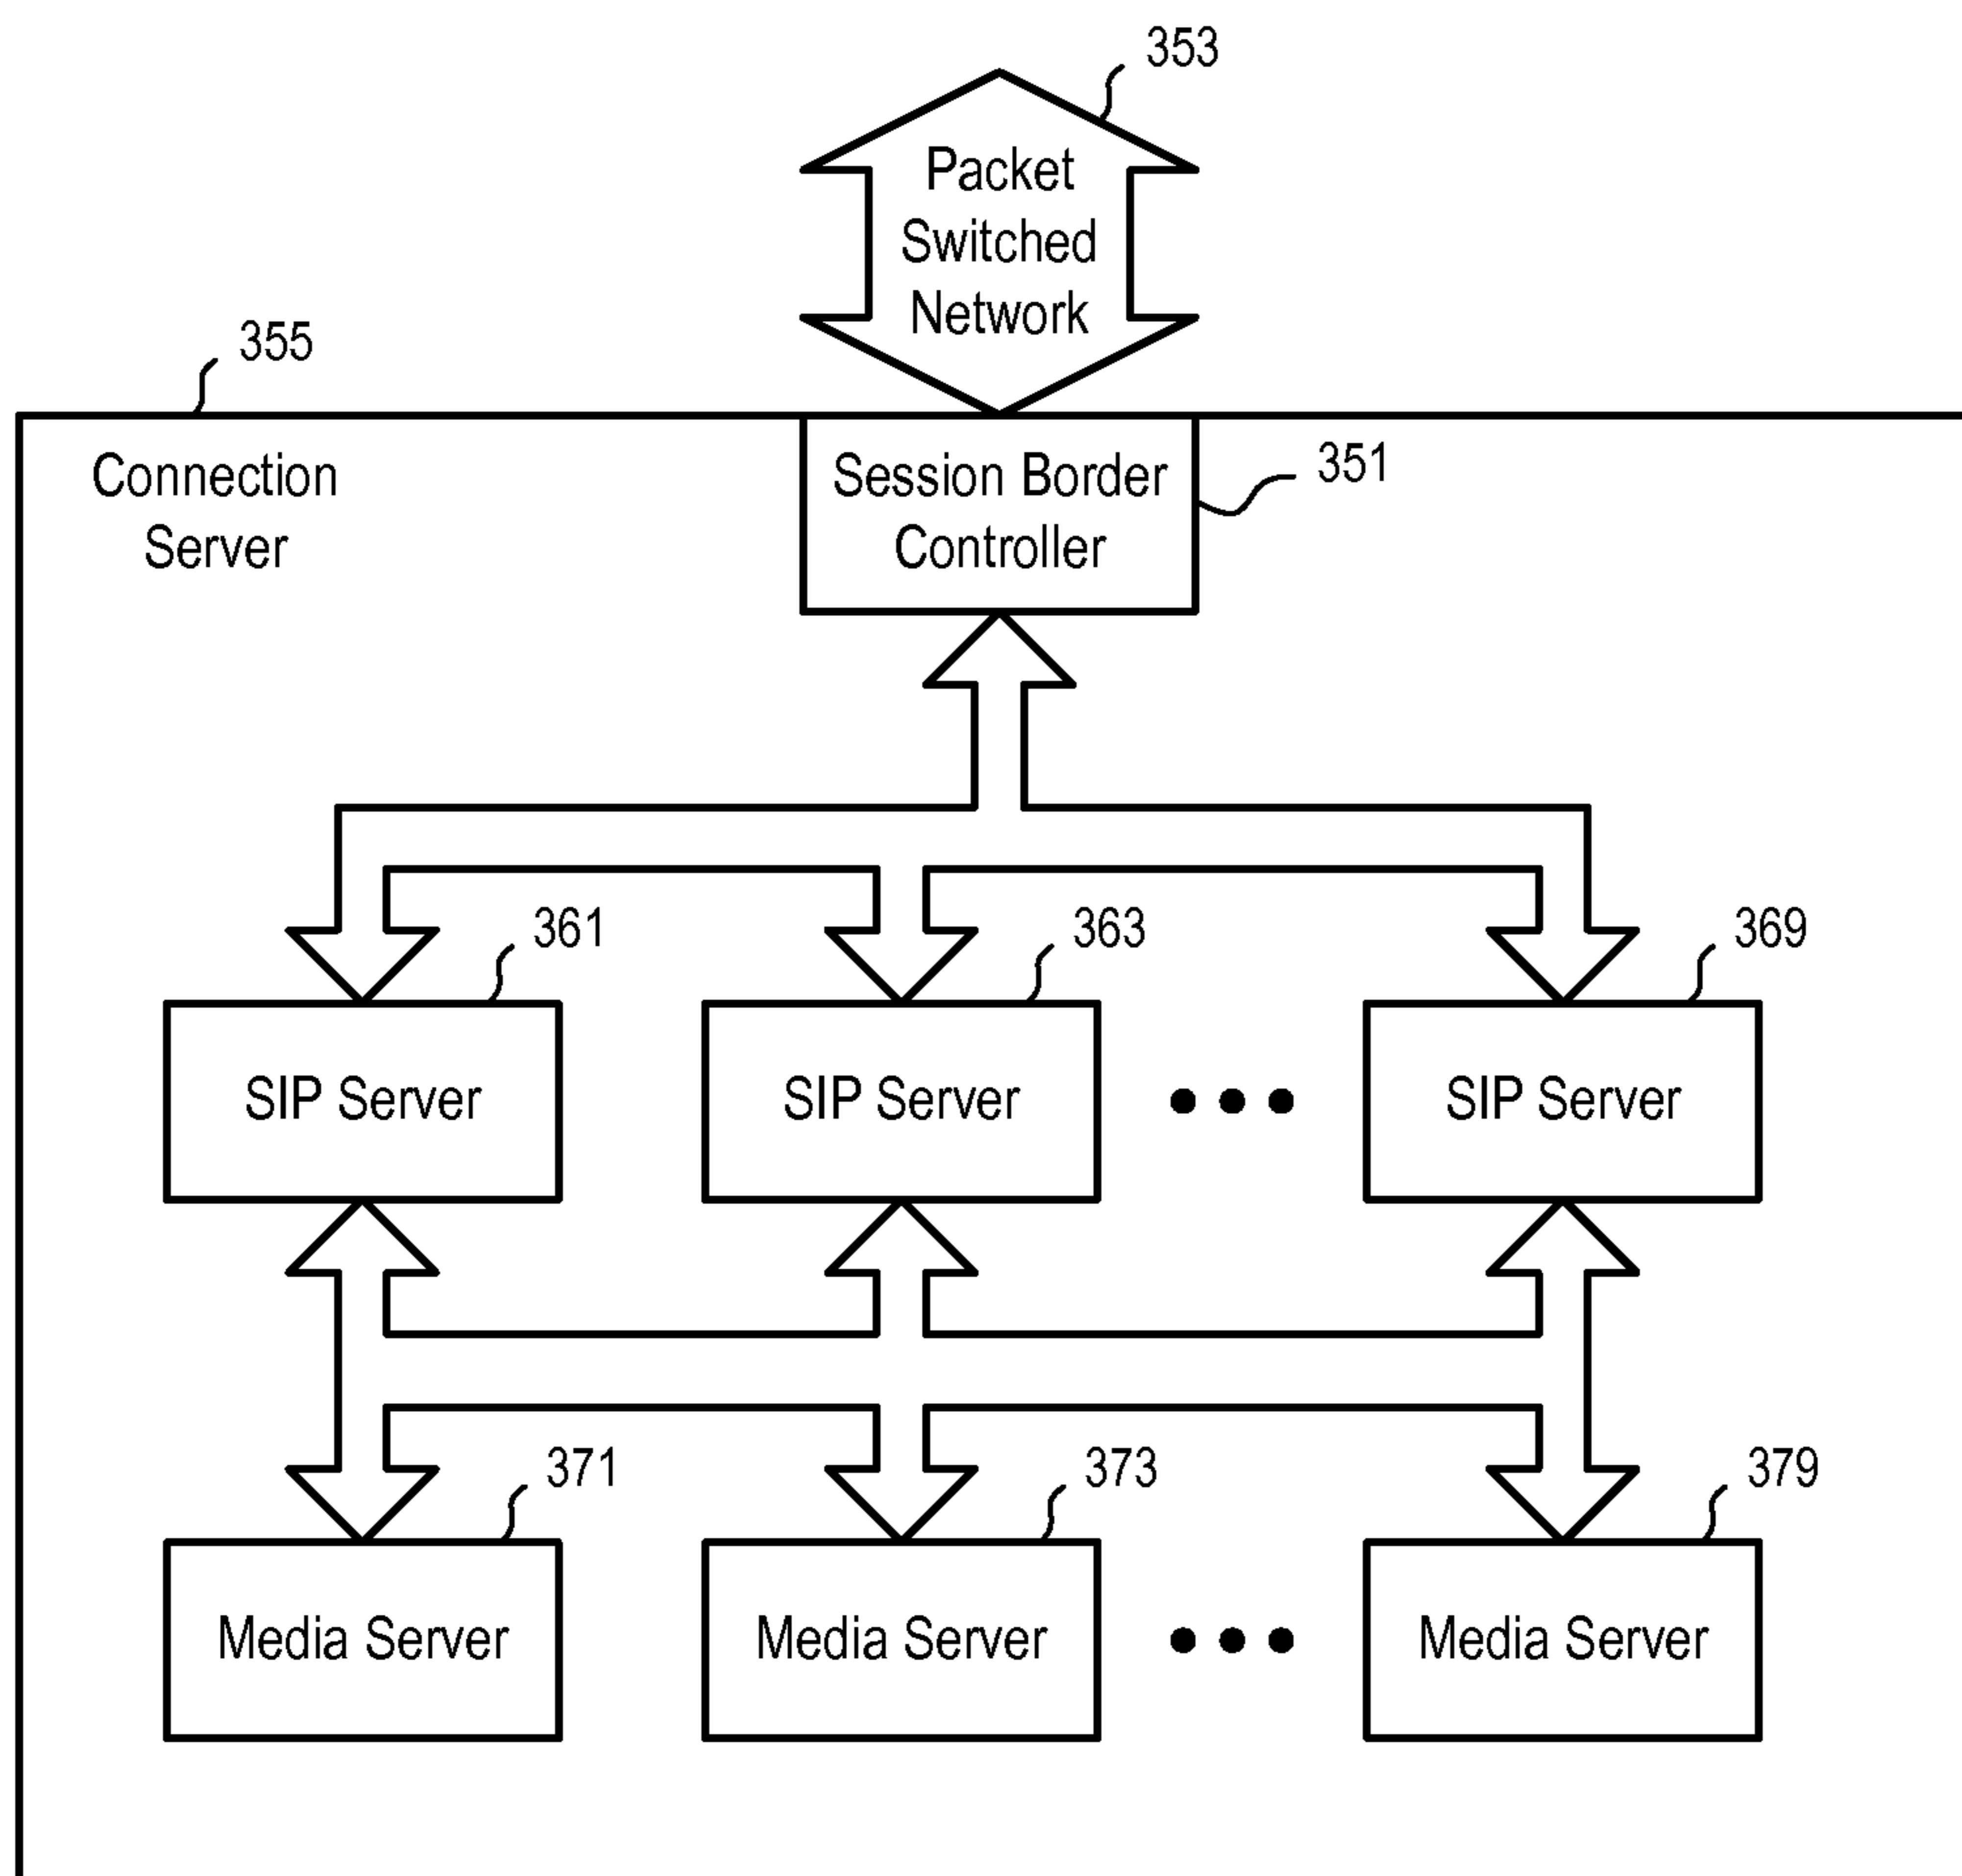 353
Packet
Switched
Network
355
Connection
Server
Session Border
Controller
351
361
363
369
SIP Server
SIP Server
SIP Server
371
373
379
Media Server
Media Server
Media Server